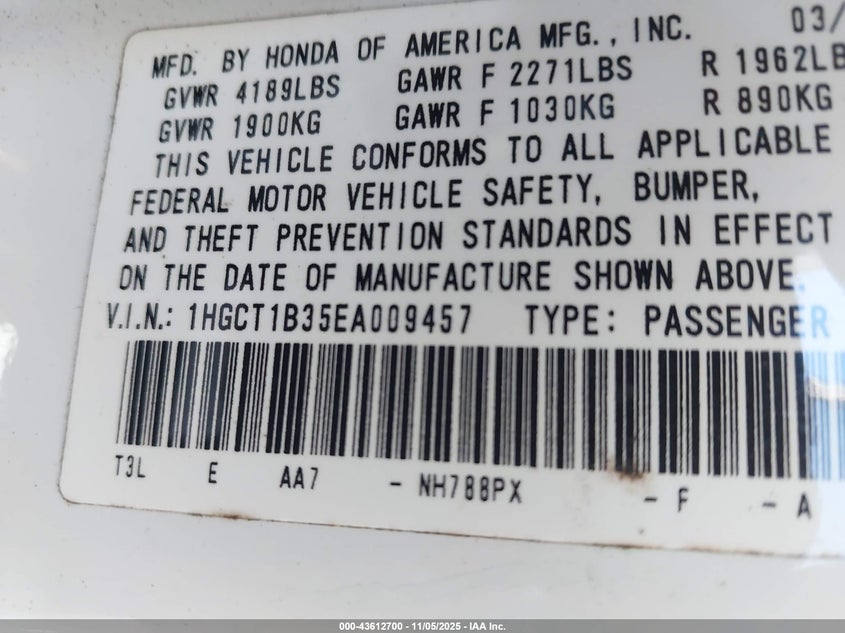 MFD. BY HONDA OF AMERICA MFG., INC. 03/
GVWR 4189LBS GAWR F 2271LBS R 1962LB
GVWR 1900KG GAWR F 1030KG R 890KG
THIS VEHICLE CONFORMS TO ALL APPLICABLE
FEDERAL MOTOR VEHICLE SAFETY, BUMPER,
AND THEFT PREVENTION STANDARDS IN EFFECT
ON THE DATE OF MANUFACTURE SHOWN ABOVE.
V.I.N.: 1HGCT1B35EA009457 TYPE: PASSENGER
T3L E AA7 - NH788PX - F - A
000-43612700 - 11/05/2025 - IAA Inc.